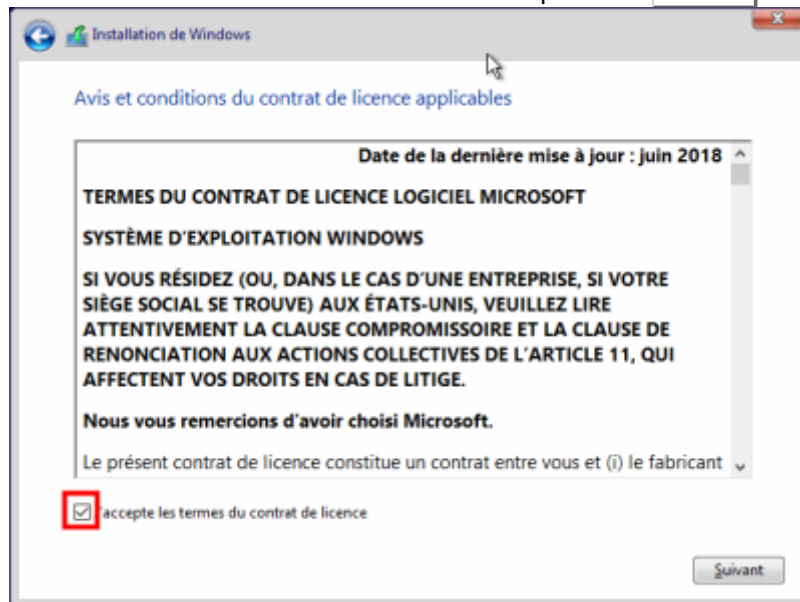 Installation de Windows
Avis et conditions du contrat de licence applicables
Date de la dernière mise à jour : juin 2018
TERMES DU CONTRAT DE LICENCE LOGICIEL MICROSOFT
SYSTÈME D’EXPLOITATION WINDOWS
SI VOUS RÉSIDEZ (OU, DANS LE CAS D’UNE ENTREPRISE, SI VOTRE
SIÈGE SOCIAL SE TROUVE) AUX ÉTATS-UNIS, VEUILLEZ LIRE
ATTENTIVEMENT LA CLAUSE COMPROMISSOIRE ET LA CLAUSE DE
RENONCIATION AUX ACTIONS COLLECTIVES DE L’ARTICLE 11, QUI
AFFECTENT VOS DROITS EN CAS DE LITIGE.
Nous vous remercions d’avoir choisi Microsoft.
Le présent contrat de licence constitue un contrat entre vous et (i) le fabricant
'accepte les termes du contrat de licence
Suivant